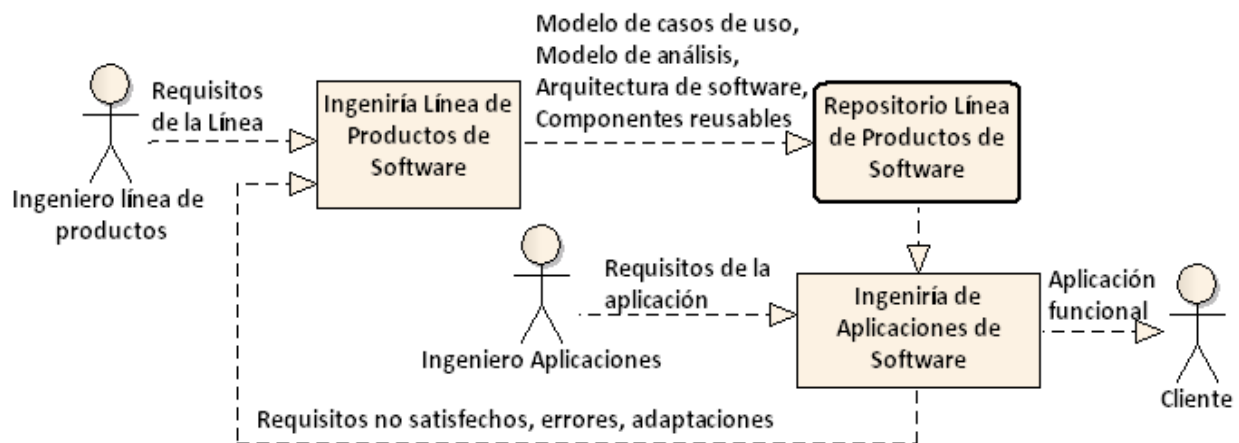 Modelo de casos de uso,
Modelo de análisis,
Arquitectura de software,
Componentes reusables
Requisitos
de la Línea
Ingeniría Línea de
Productos de
Software
Repositorio Línea
de Productos de
Software
Ingeniero línea de
productos
Requisitos de la
aplicación
Ingeniría de
Aplicaciones de
Software
Aplicación
funcional
Ingeniero Aplicaciones
Cliente
Requisitos no satisfechos, errores, adaptaciones